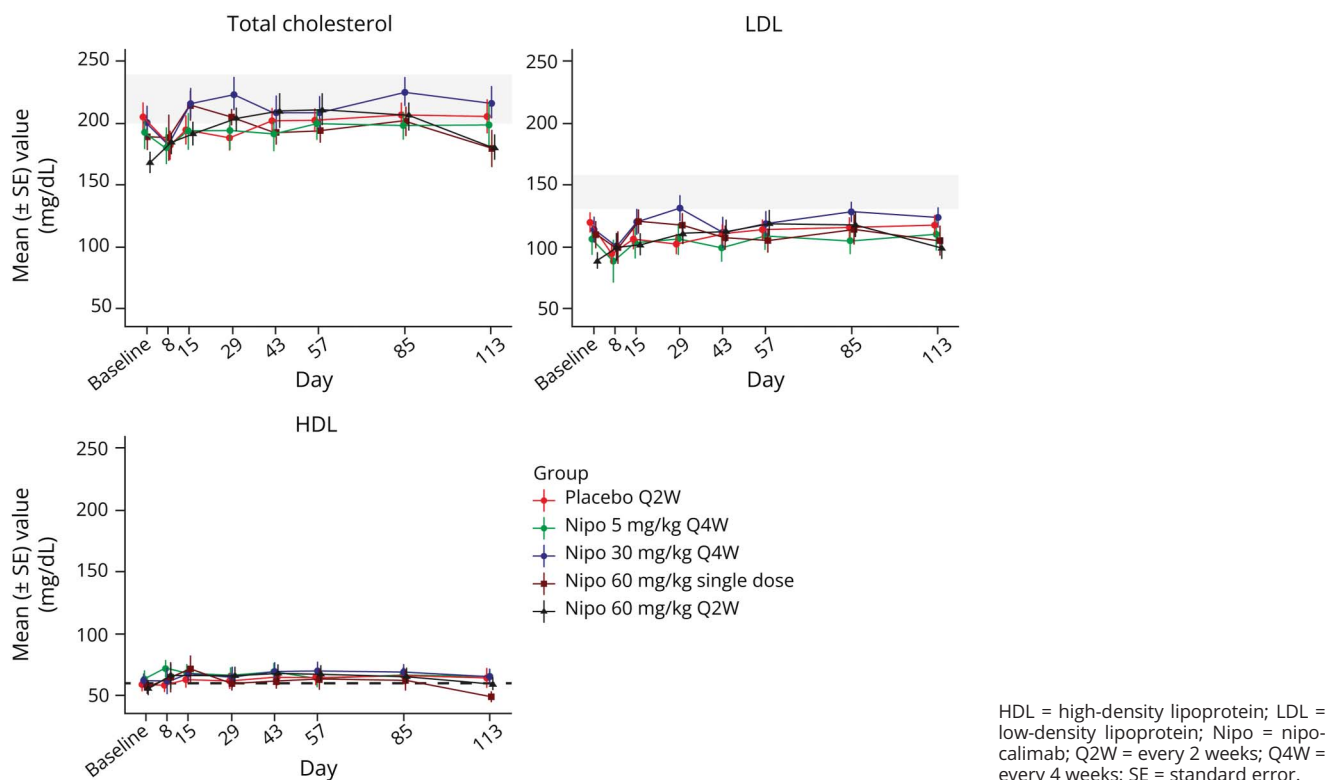 Total cholesterol
250
200
150
100
50
Mean (± SE) value
(mg/dL)
Baseline
8
15
29
43
57
85
113
Day
LDL
250
200
150
100
50
Baseline
8
15
29
43
57
85
113
Day
HDL
250
200
150
100
50
Mean (± SE) value
(mg/dL)
Baseline
8
15
29
43
57
85
113
Day
Group
Placebo Q2W
Nipo 5 mg/kg Q4W
Nipo 30 mg/kg Q4W
Nipo 60 mg/kg single dose
Nipo 60 mg/kg Q2W
HDL = high-density lipoprotein; LDL =
low-density lipoprotein; Nipo = nipo-
calimab; Q2W = every 2 weeks; Q4W =
every 4 weeks; SE = standard error.